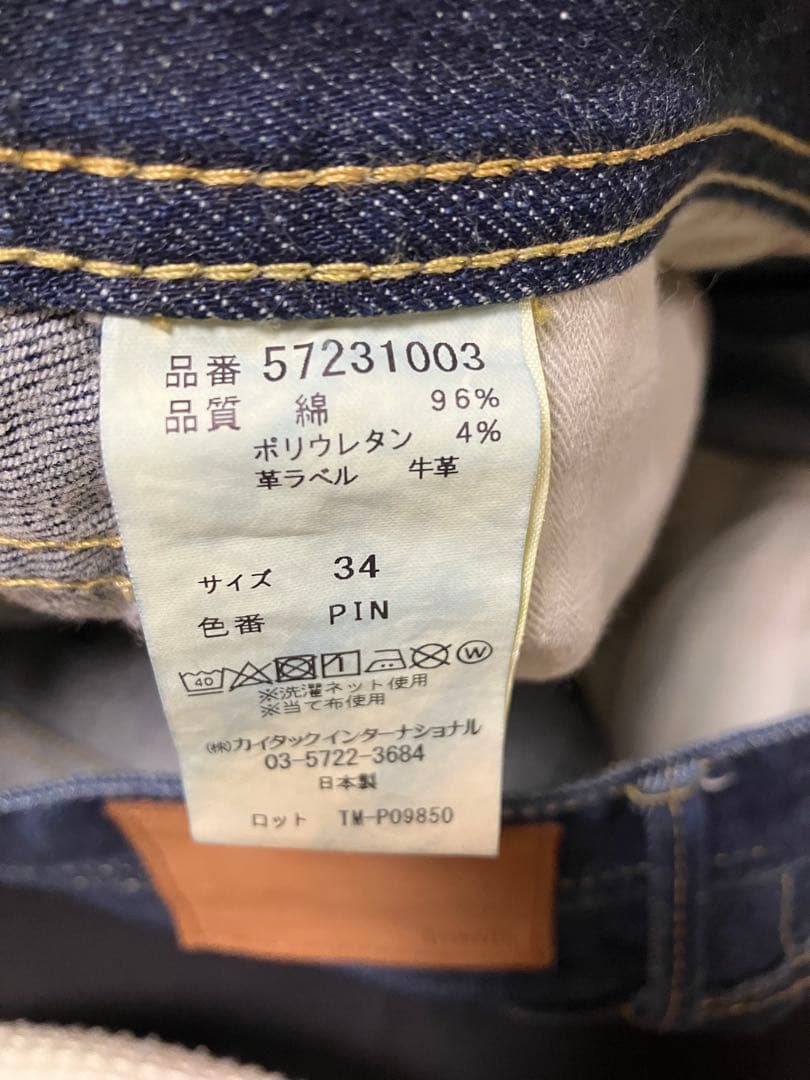 品番 57231003
品質 綿 96%
ポリウレタン 4%
革ラベル 牛革
サイズ 34
色番 PIN
40 W
※洗濯ネット使用
※当て布使用
㈱カイタックインターナショナル
03-5722-3684
日本製
ロット TM-P09850